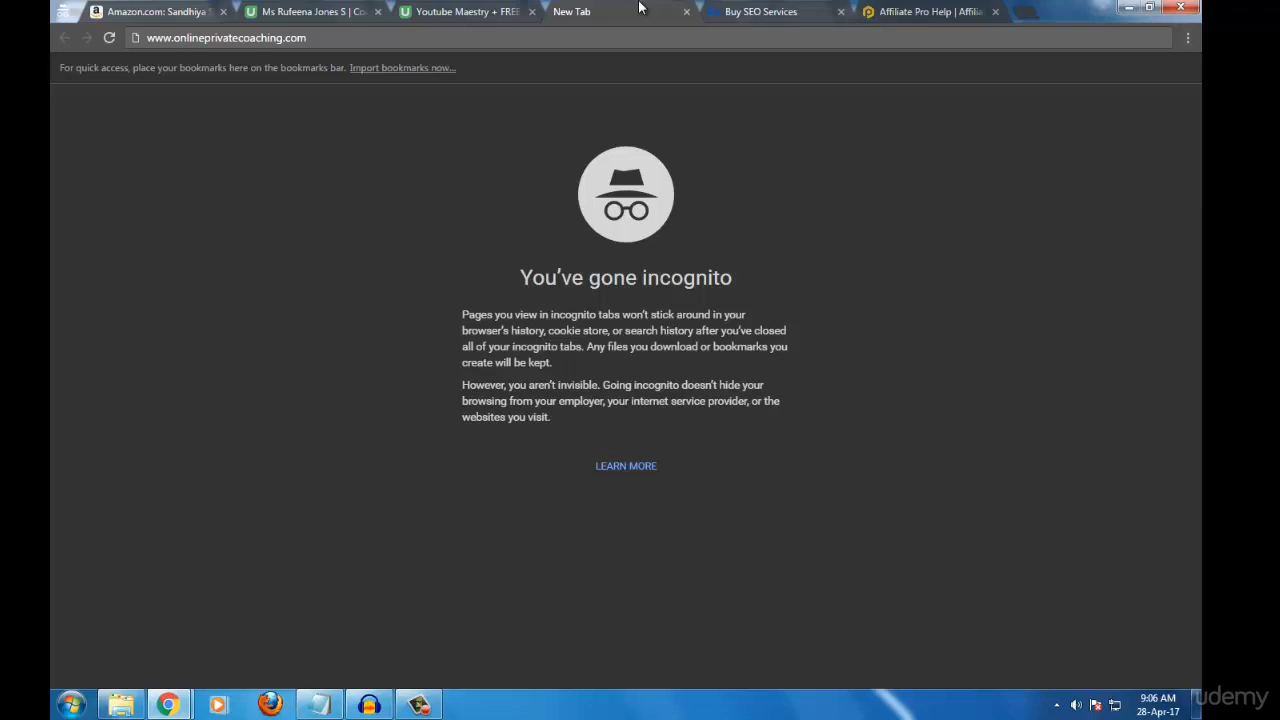 Amazon.com: Sandhiya
Ms Rufeena Jones S | Co
Youtube Maestry + FREE
New Tab
Buy SEO Services
Affiliate Pro Help | Affilia
www.onlineprivatecoaching.com
For quick access, place your bookmarks here on the bookmarks bar. Import bookmarks now...
You've gone incognito
Pages you view in incognito tabs won't stick around in your
browser's history, cookie store, or search history after you've closed
all of your incognito tabs. Any files you download or bookmarks you
create will be kept.
However, you aren't invisible. Going incognito doesn't hide your
browsing from your employer, your internet service provider, or the
websites you visit.
LEARN MORE
9:06 AM
28-Apr-17
udemy